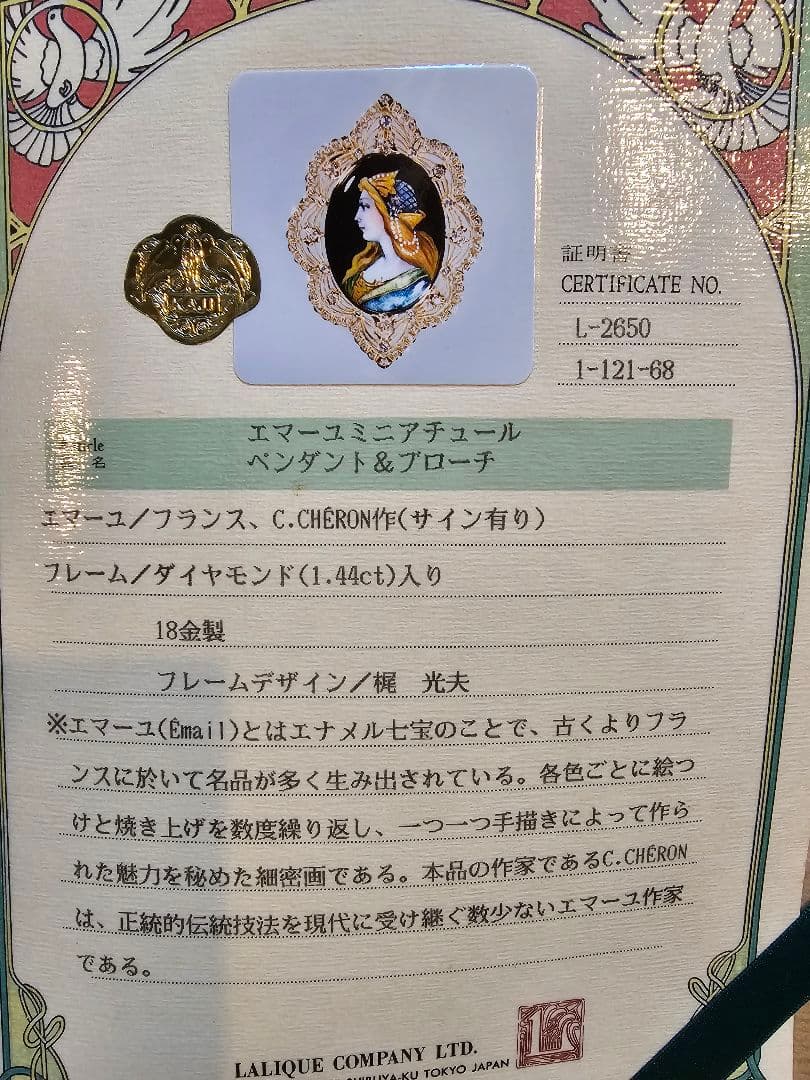 KAJI
証明書
CERTIFICATE NO.
L-2650
1-121-68
エマーユミニアチュール
名 ペンダント&ブローチ
エマーユ/フランス、C.CHÉRON作(サイン有り)
フレーム/ダイヤモンド(1.44ct)入り
18金製
フレームデザイン/梶 光夫
※エマーユ(Émail)とはエナメル七宝のことで、古くよりフラ
ンスに於いて名品が多く生み出されている。各色ごとに絵つ
けと焼き上げを数度繰り返し、一つ一つ手描きによって作ら
れた魅力を秘めた細密画である。本品の作家であるC.CHÉRON
は、正統的伝統技法を現代に受け継ぐ数少ないエマーユ作家
である。
LALIQUE COMPANY LTD.
SHIBUYA-KU TOKYO JAPAN